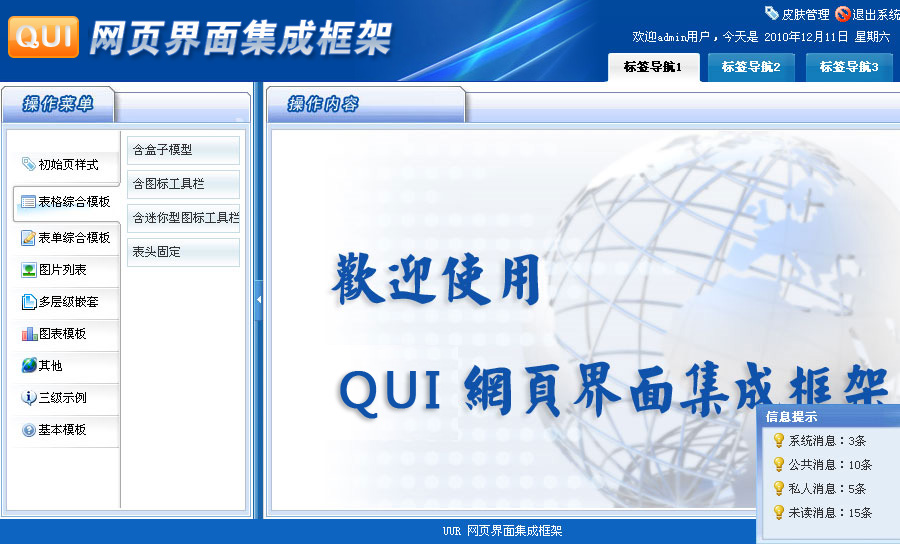 QUI 网页界面集成框架
皮肤管理 退出系统
欢迎admin用户，今天是 2010年12月11日 星期六
标签导航1 标签导航2 标签导航3
操作菜单
操作内容
初始页样式
表格综合模板
表单综合模板
图片列表
多层级嵌套
图表模板
其他
三级示例
基本模板
含盒子模型
含图标工具栏
含迷你型图标工具栏
表头固定
歡迎使用
QUI 網頁界面集成框架
信息提示
系统消息：3条
公共消息：10条
私人消息：5条
未读消息：15条
UUR 网页界面集成框架